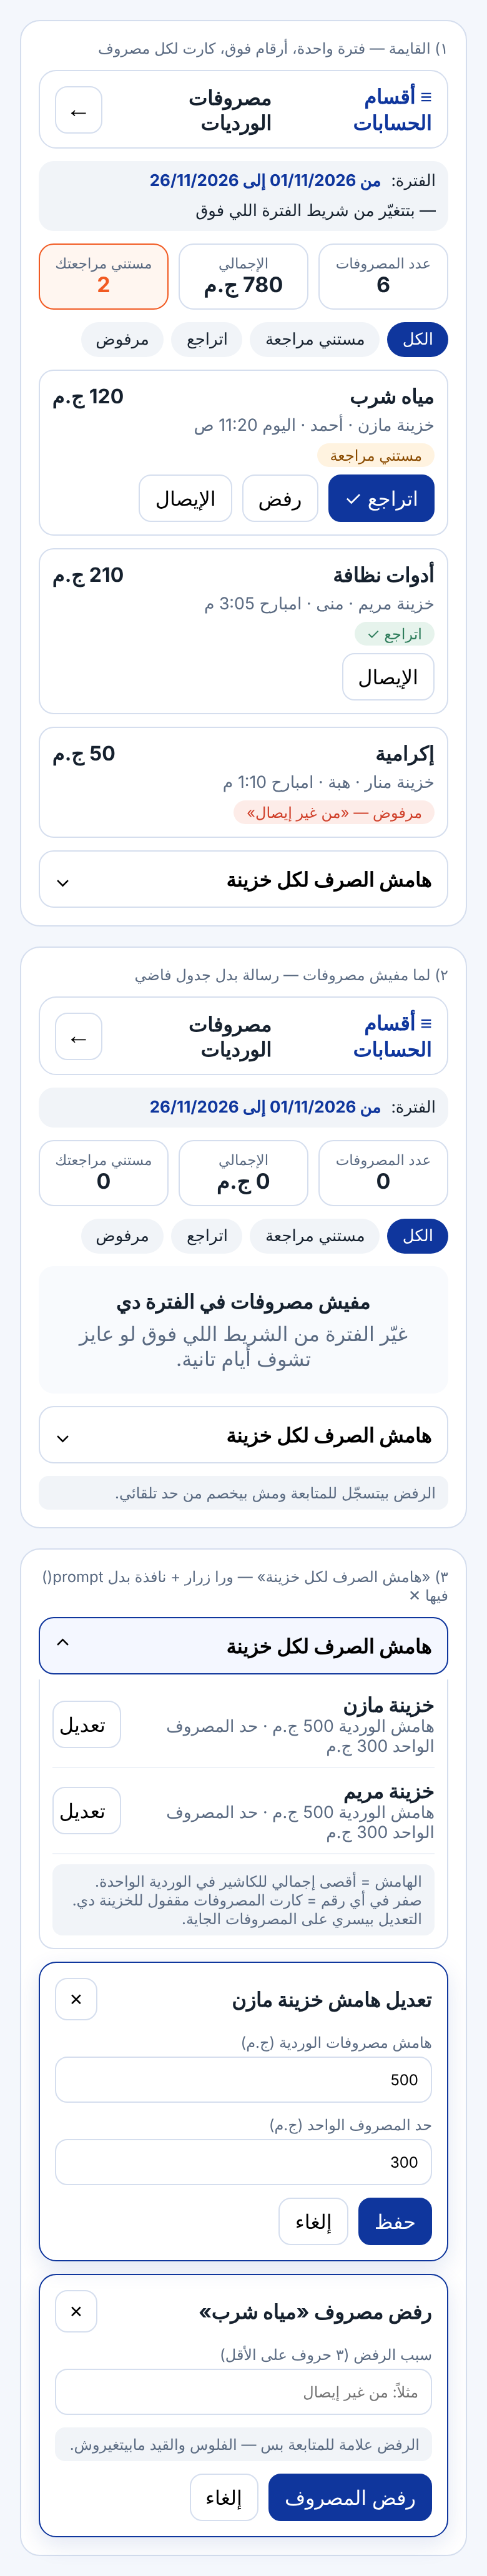 ١) القايمة — فترة واحدة، أرقام فوق، كارت لكل مصروف
≡ أقسام
الحسابات
مصروفات
الورديات
←
الفترة: من 01/11/2026 إلى 26/11/2026
— بتتغيّر من شريط الفترة اللي فوق
عدد المصروفات
6
الإجمالي
780 ج.م
مستني مراجعتك
2
الكل
مستني مراجعة
اتراجع
مرفوض
مياه شرب
120 ج.م
خزينة مازن · أحمد · اليوم 11:20 ص
مستني مراجعة
اتراجع ✓
رفض
الإيصال
أدوات نظافة
210 ج.م
خزينة مريم · منى · امبارح 3:05 م
اتراجع ✓
الإيصال
إكرامية
50 ج.م
خزينة منار · هبة · امبارح 1:10 م
مرفوض — «من غير إيصال»
هامش الصرف لكل خزينة
٢) لما مفيش مصروفات — رسالة بدل جدول فاضي
≡ أقسام
الحسابات
مصروفات
الورديات
←
الفترة: من 01/11/2026 إلى 26/11/2026
عدد المصروفات
0
الإجمالي
0 ج.م
مستني مراجعتك
0
الكل
مستني مراجعة
اتراجع
مرفوض
مفيش مصروفات في الفترة دي
غيّر الفترة من الشريط اللي فوق لو عايز
تشوف أيام تانية.
هامش الصرف لكل خزينة
الرفض بيتسجّل للمتابعة ومش بيخصم من حد تلقائي.
٣) «هامش الصرف لكل خزينة» — ورا زرار + نافذة بدل prompt()
فيها ✕
هامش الصرف لكل خزينة
خزينة مازن
هامش الوردية 500 ج.م · حد المصروف
الواحد 300 ج.م
تعديل
خزينة مريم
هامش الوردية 500 ج.م · حد المصروف
الواحد 300 ج.م
تعديل
الهامش = أقصى إجمالي للكاشير في الوردية الواحدة.
صفر في أي رقم = كارت المصروفات مقفول للخزينة دي.
التعديل بيسري على المصروفات الجاية.
تعديل هامش خزينة مازن
✕
هامش مصروفات الوردية (ج.م)
500
حد المصروف الواحد (ج.م)
300
حفظ
إلغاء
رفض مصروف «مياه شرب»
✕
سبب الرفض (٣ حروف على الأقل)
مثلاً: من غير إيصال
الرفض علامة للمتابعة بس — الفلوس والقيد مابيتغيروش.
رفض المصروف
إلغاء